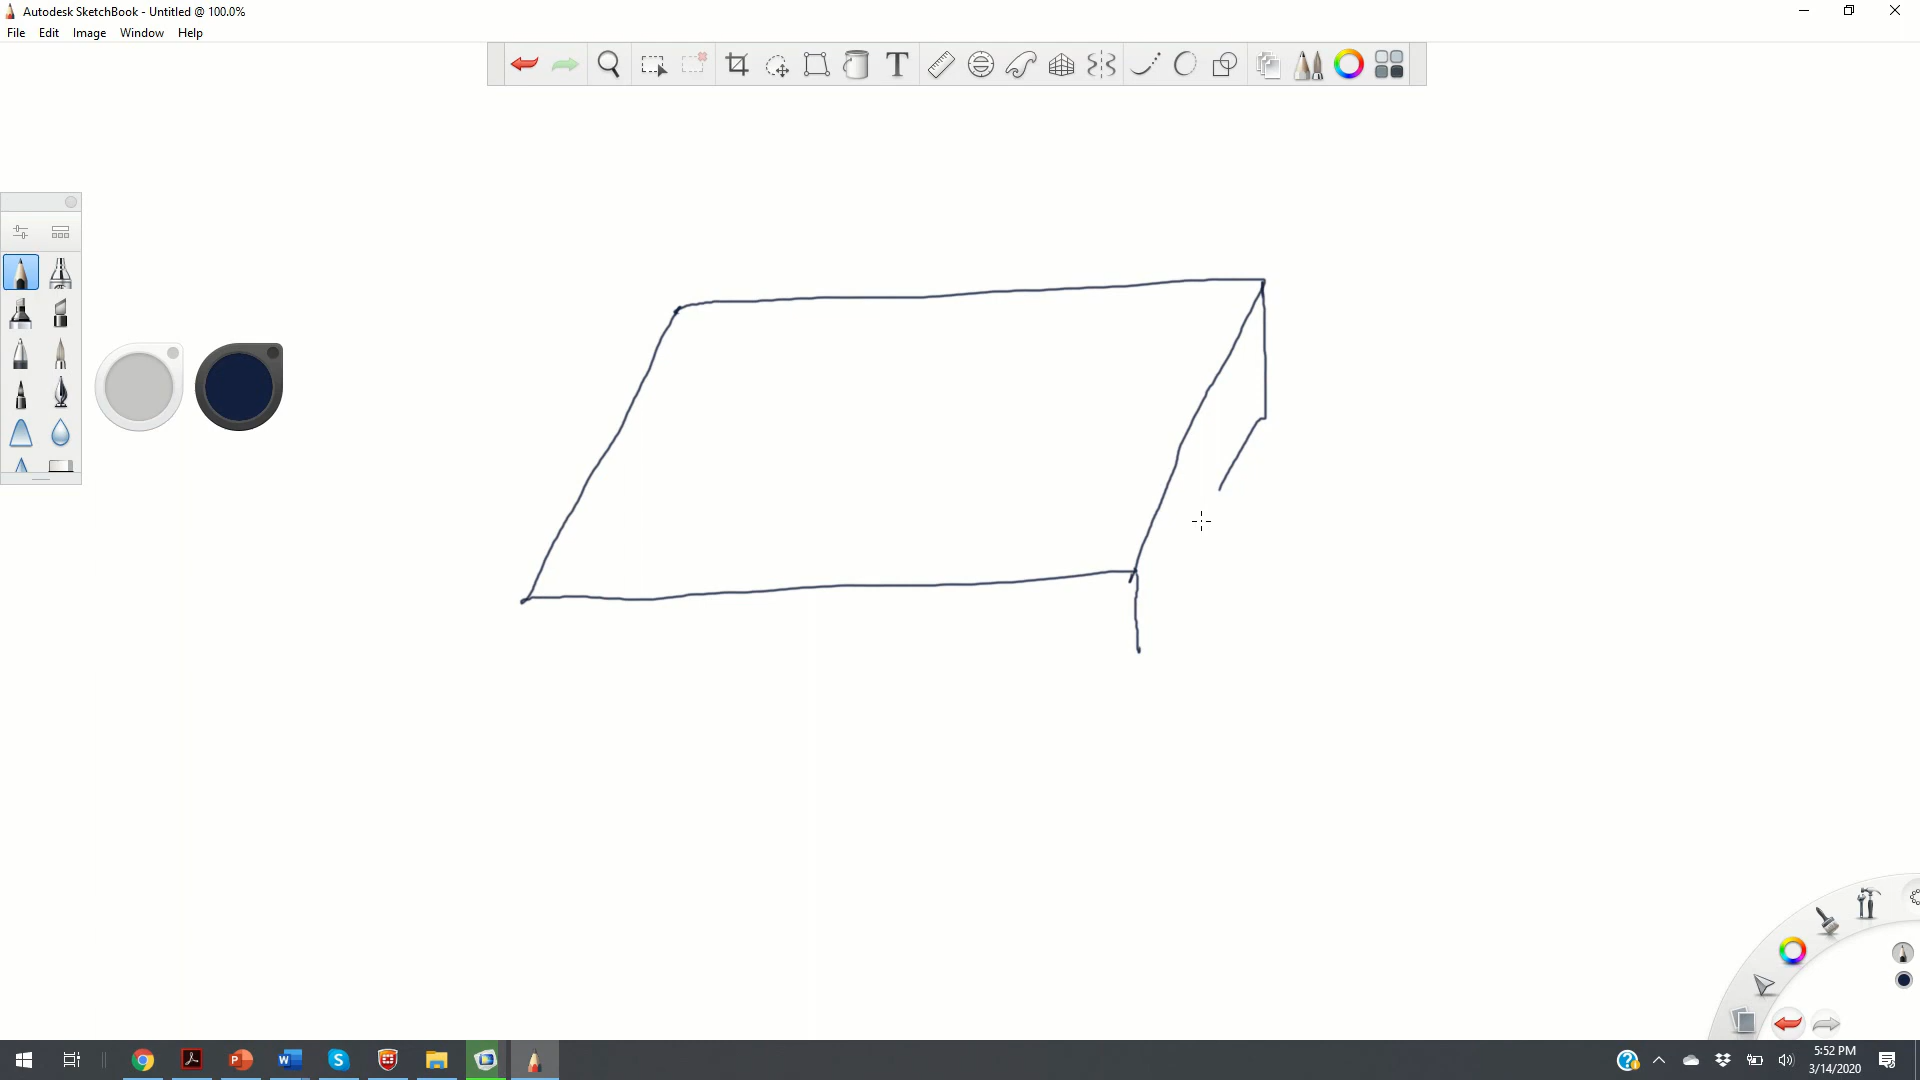 Autodesk SketchBook - Untitled @ 100.0%
File Edit Image Window Help
T
5:52 PM
3/14/2020